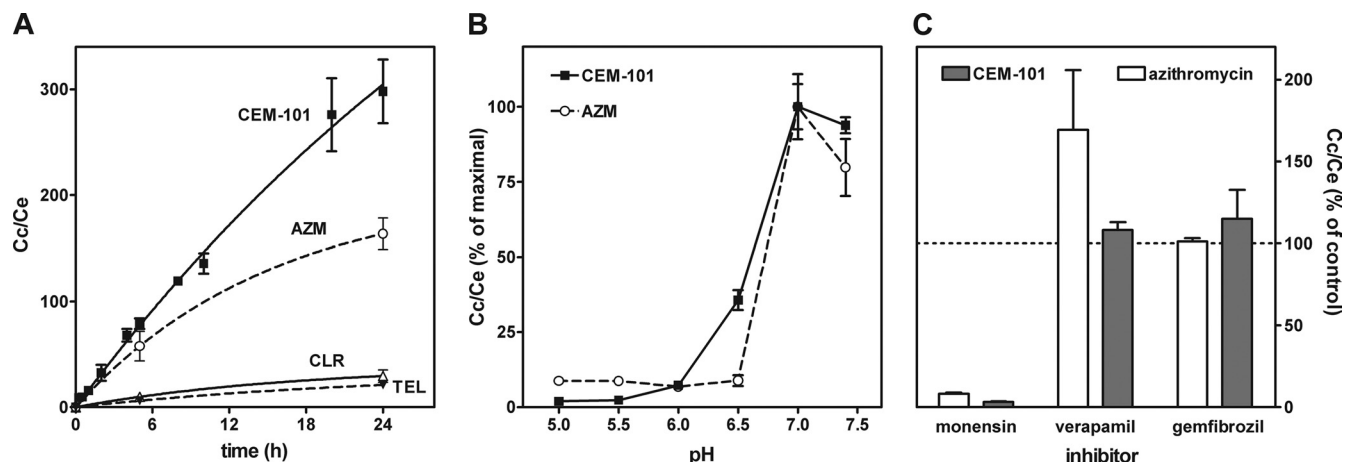 A
Cc/Ce
300
200
100
0
CEM-101
AZM
CLR
TEL
0 6 12 18 24
time (h)
B
Cc/Ce (% of maximal)
CEM-101
AZM
100
75
50
25
0
5.0 5.5 6.0 6.5 7.0 7.5
pH
C
CEM-101 azithromycin
200
150
100
50
0
Cc/Ce (% of control)
monensin verapamil gemfibrozil
inhibitor